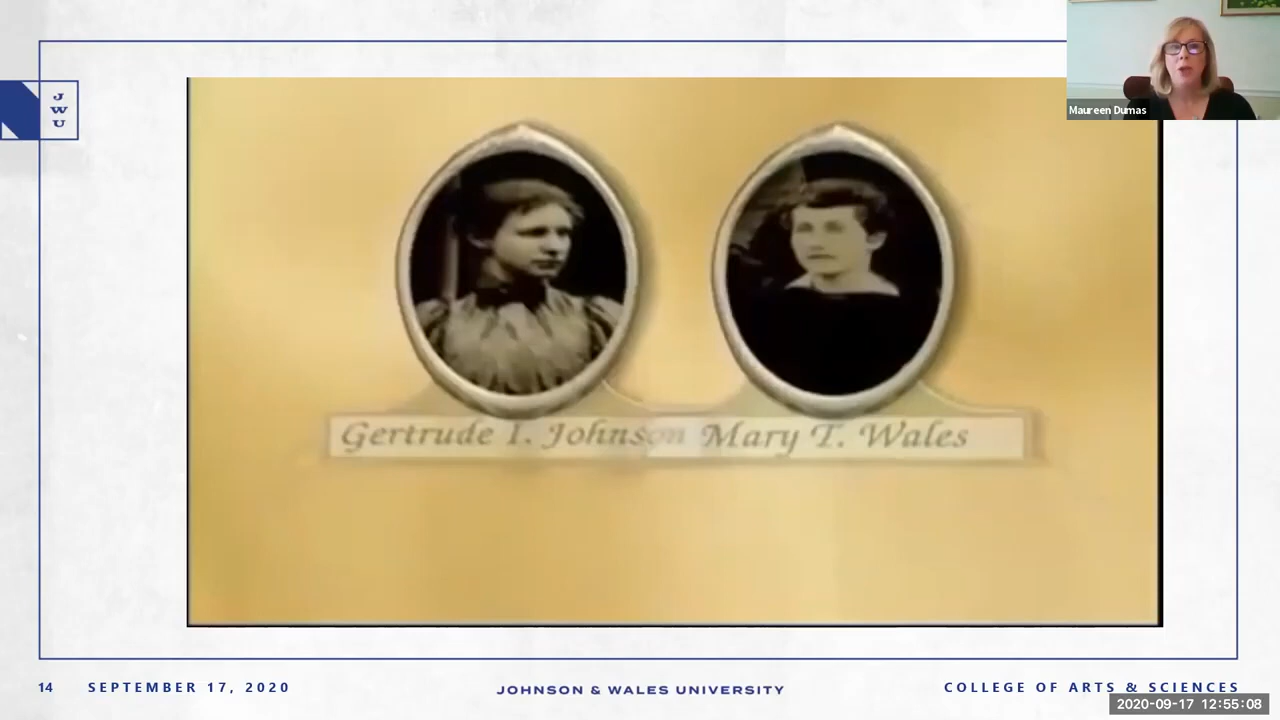 Maureen Dumas
J
W
U
Gertrude I. Johnson Mary T. Wales
14 SEPTEMBER 17, 2020 JOHNSON & WALES UNIVERSITY COLLEGE OF ARTS & SCIENCES
2020-09-17 12:55:08